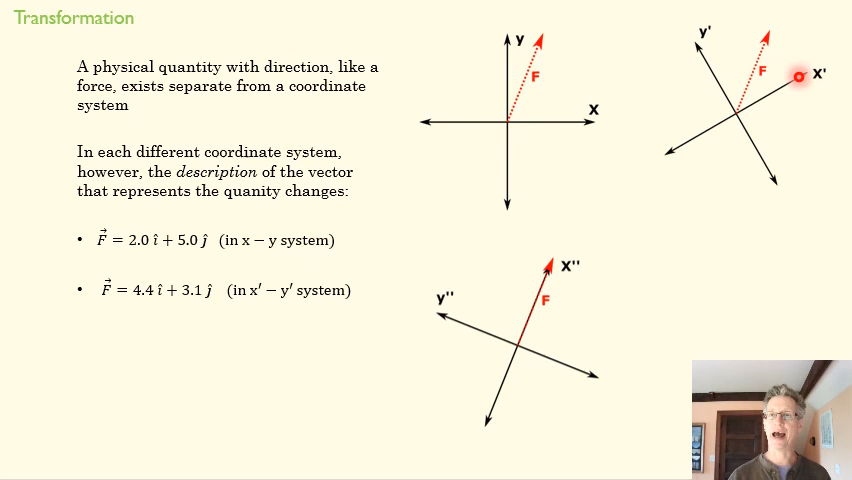 Transformation
A physical quantity with direction, like a
force, exists separate from a coordinate
system
In each different coordinate system,
however, the description of the vector
that represents the quanity changes:
• F⃗ = 2.0 î + 5.0 ĵ (in x − y system)
• F⃗ = 4.4 î + 3.1 ĵ (in x′ − y′ system)
y
F
X
y'
F
X'
X''
y''
F